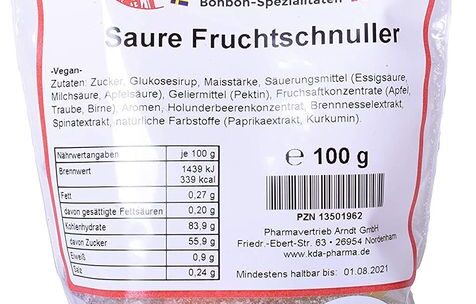 Bonbon-Spezialitäten
Saure Fruchtschnuller
-Vegan-
Zutaten: Zucker, Glukosesirup, Maisstärke, Säuerungsmittel (Essigsäure,
Milchsäure, Apfelsäure), Geliermittel (Pektin), Fruchsaftkonzentrate (Apfel,
Traube, Birne), Aromen, Holunderbeerenkonzentrat, Brennnesselextrakt,
Spinatextrakt, natürliche Farbstoffe (Paprikaextrakt, Kurkumin).
Nährwertangaben je 100 g
Brennwert 1439 kJ
339 kcal
Fett 0,27 g
davon gesättigte Fettsäuren 0,20 g
Kohlenhydrate 83,9 g
davon Zucker 55,9 g
Eiweiß 0,9 g
Salz 0,24 g
℮ 100 g
PZN 13501962
Pharmavertrieb Arndt GmbH
Friedr.-Ebert-Str. 63 • 26954 Nordenham
www.kda-pharma.de
Mindestens haltbar bis: 01.08.2021